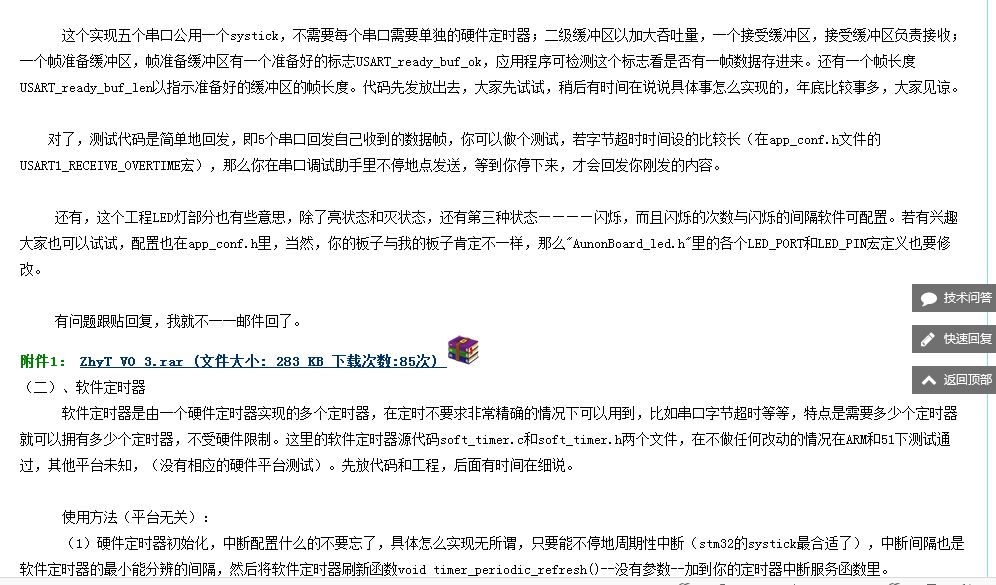 这个实现五个串口公用一个systick，不需要每个串口需要单独的硬件定时器；二级缓冲区以加大吞吐量，一个接受缓冲区，接受缓冲区负责接收；
一个帧准备缓冲区，帧准备缓冲区有一个准备好的标志USART_ready_buf_ok，应用程序可检测这个标志看是否有一帧数据存进来。还有一个帧长度
USART_ready_buf_len以指示准备好的缓冲区的帧长度。代码先发放出去，大家先试试，稍后有时间在说说具体事怎么实现的，年底比较事多，大家见谅。
对了，测试代码是简单地回发，即5个串口回发自己收到的数据帧，你可以做个测试，若字节超时时间设的比较长（在app_conf.h文件的
USART1_RECEIVE_OVERTIME宏），那么你在串口调试助手里不停地点发送，等到你停下来，才会回发你刚发的内容。
还有，这个工程LED灯部分也有些意思，除了亮状态和灭状态，还有第三种状态————闪烁，而且闪烁的次数与闪烁的间隔软件可配置。若有兴趣
大家也可以试试，配置也在app_conf.h里，当然，你的板子与我的板子肯定不一样，那么"AunonBoard_led.h"里的各个LED_PORT和LED_PIN宏定义也要修
改。
技术问答
有问题跟贴回复，我就不一一邮件回了。
快速回复
附件1： ZhyT V0 3.rar (文件大小: 283 KB 下载次数:85次)
返回顶部
（二）、软件定时器
软件定时器是由一个硬件定时器实现的多个定时器，在定时不要求非常精确的情况下可以用到，比如串口字节超时等等，特点是需要多少个定时器
就可以拥有多少个定时器，不受硬件限制。这里的软件定时器源代码soft_timer.c和soft_timer.h两个文件，在不做任何改动的情况在ARM和51下测试通
过，其他平台未知，（没有相应的硬件平台测试）。先放代码和工程，后面有时间在细说。
使用方法（平台无关）：
（1）硬件定时器初始化，中断配置什么的不要忘了，具体怎么实现无所谓，只要能不停地周期性中断（stm32的systick最合适了），中断间隔也是
软件定时器的最小能分辨的间隔，然后将软件定时器刷新函数void timer_periodic_refresh()--没有参数--加到你的定时器中断服务函数里。